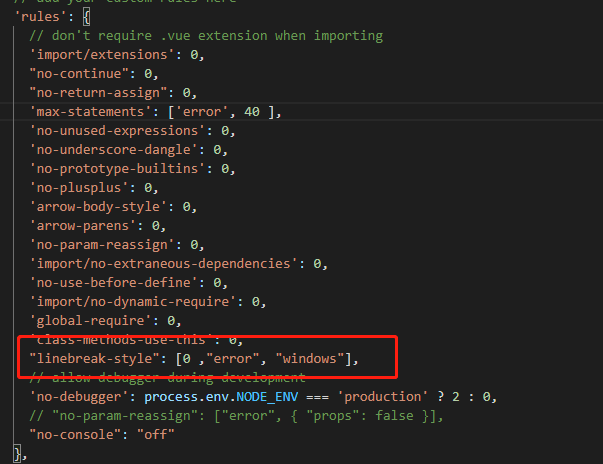 // add your custom rules here
'rules': {
// don't require .vue extension when importing
'import/extensions': 0,
"no-continue": 0,
"no-return-assign": 0,
'max-statements': ['error', 40 ],
'no-unused-expressions': 0,
'no-underscore-dangle': 0,
'no-prototype-builtins': 0,
'no-plusplus': 0,
'arrow-body-style': 0,
'arrow-parens': 0,
'no-param-reassign': 0,
'import/no-extraneous-dependencies': 0,
'no-use-before-define': 0,
'import/no-dynamic-require': 0,
'global-require': 0,
'class-methods-use-this': 0,
"linebreak-style": [0 ,"error", "windows"],
// allow debugger during development
'no-debugger': process.env.NODE_ENV === 'production' ? 2 : 0,
// "no-param-reassign": ["error", { "props": false }],
"no-console": "off"
},